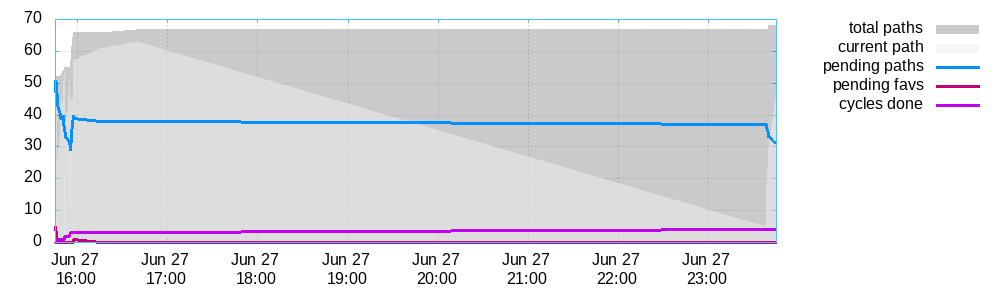 70
60
50
40
30
20
10
0
Jun 27 Jun 27 Jun 27 Jun 27 Jun 27 Jun 27 Jun 27 Jun 27
16:00 17:00 18:00 19:00 20:00 21:00 22:00 23:00
total paths
current path
pending paths
pending favs
cycles done